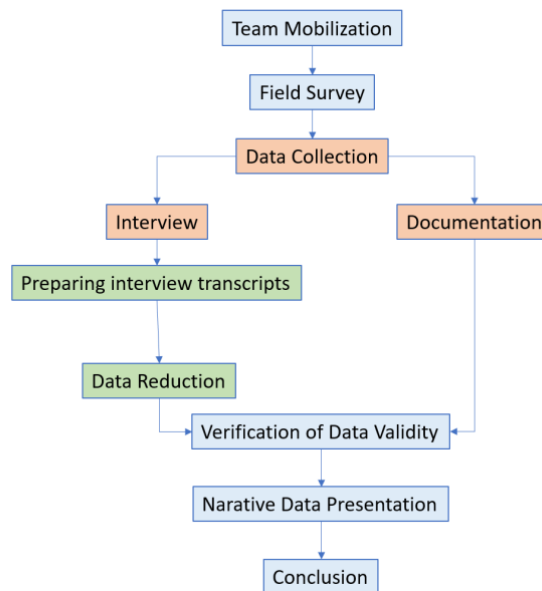 Team Mobilization
Field Survey
Data Collection
Interview
Documentation
Preparing interview transcripts
Data Reduction
Verification of Data Validity
Narative Data Presentation
Conclusion